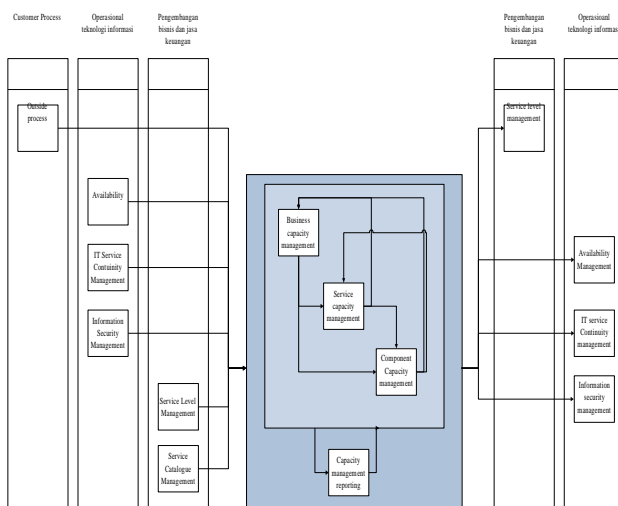 Customer Process
Operasional
teknologi informasi
Pengembangan
bisnis dan jasa
keuangan
Pengembangan
bisnis dan jasa
keuangan
Operasioanl
teknologi informasi
Outside
process
Service level
management
Availability
IT Service
Contuinity
Management
Information
Security
Management
Service Level
Management
Service
Catalogue
Management
Business
capacity
management
Service
capacity
management
Component
Capacity
management
Capacity
management
reporting
Availability
Management
IT service
Continuity
management
Information
security
management